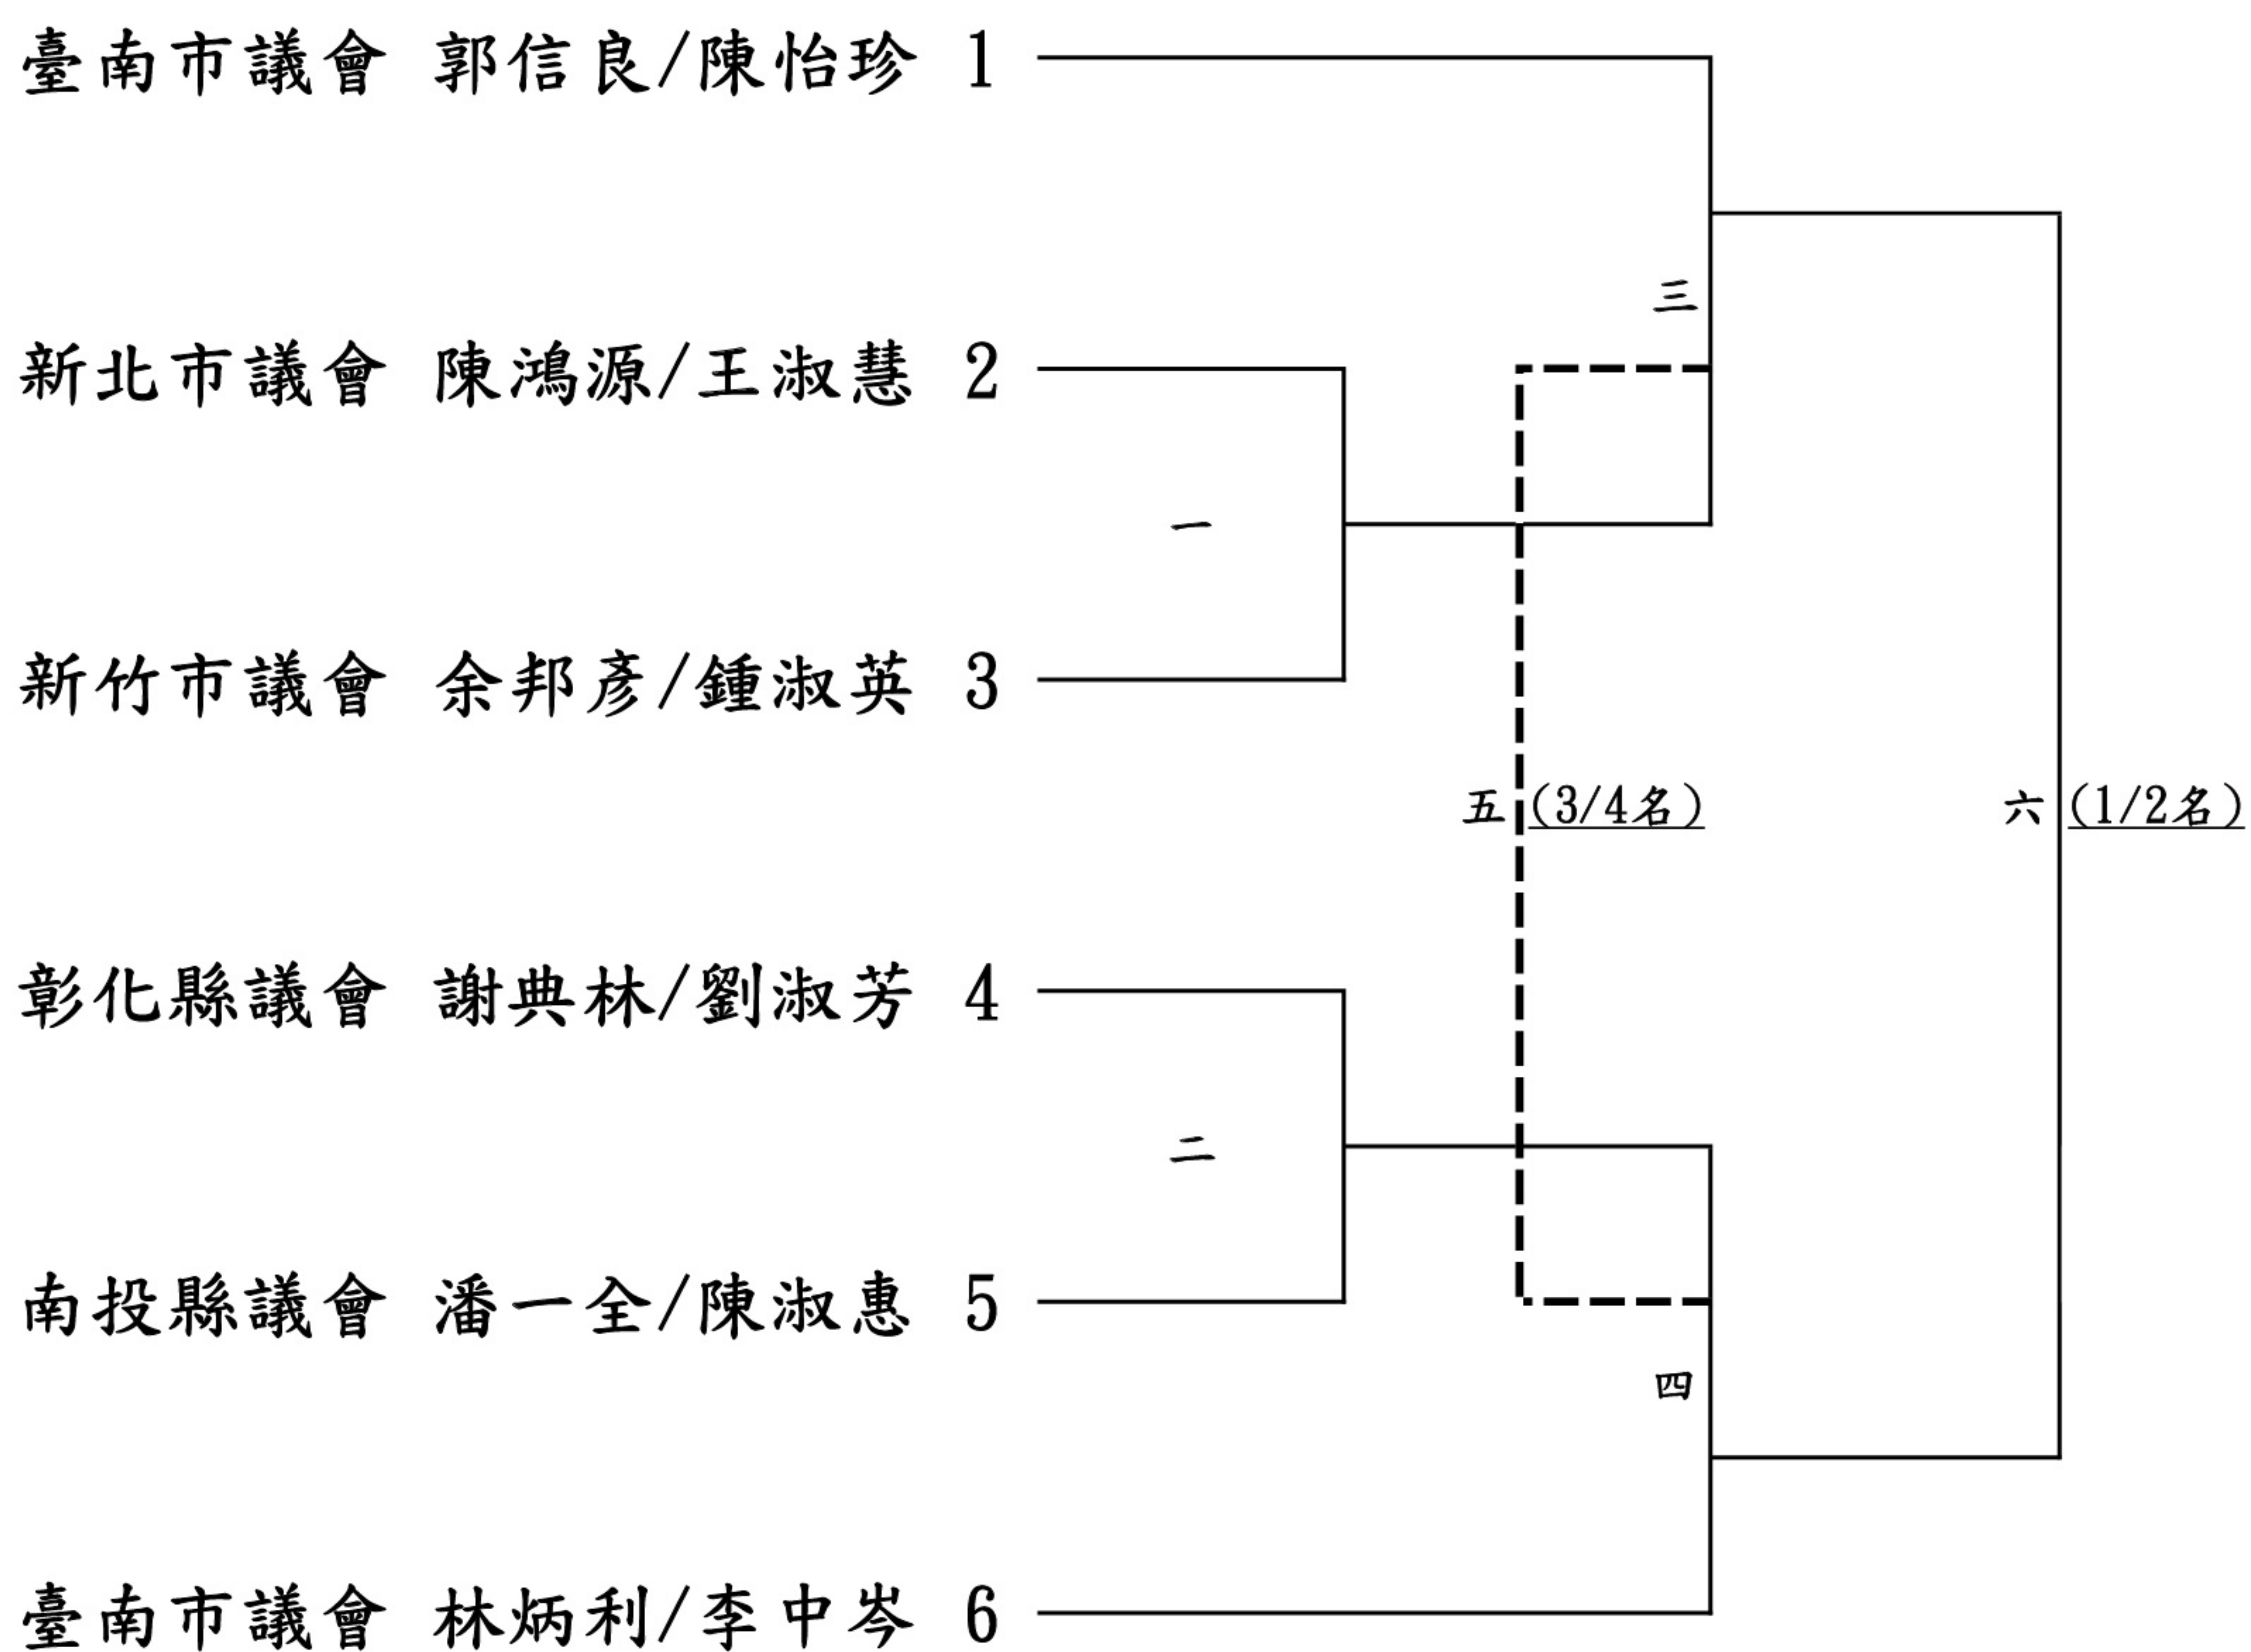 臺南市議會 郭信良/陳怡珍 1
三
新北市議會 陳鴻源/王淑慧 2
一
新竹市議會 余邦彥/鍾淑英 3
五 (3/4名) 六 (1/2名)
彰化縣議會 謝典林/劉淑芳 4
二
南投縣議會 潘一全/陳淑惠 5
四
臺南市議會 林炳利/李中岑 6